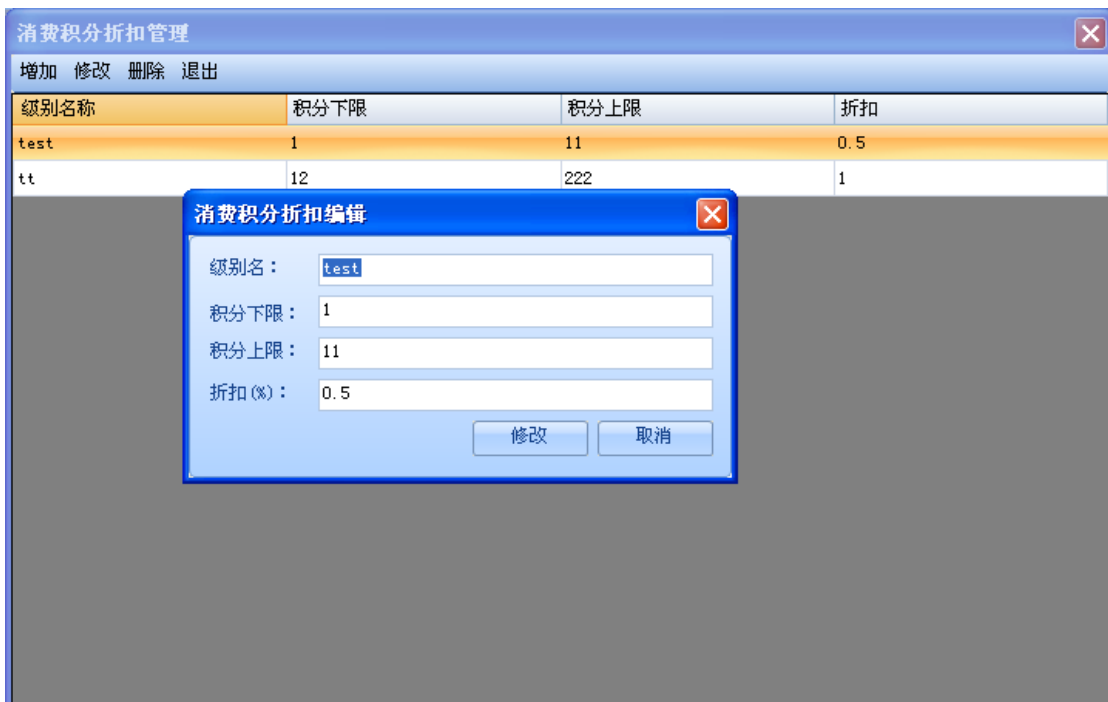 消费积分折扣管理
增加 修改 删除 退出
级别名称 积分下限 积分上限 折扣
test 1 11 0.5
tt 12 222 1
消费积分折扣编辑
级别名： test
积分下限： 1
积分上限： 11
折扣(%)： 0.5
修改 取消